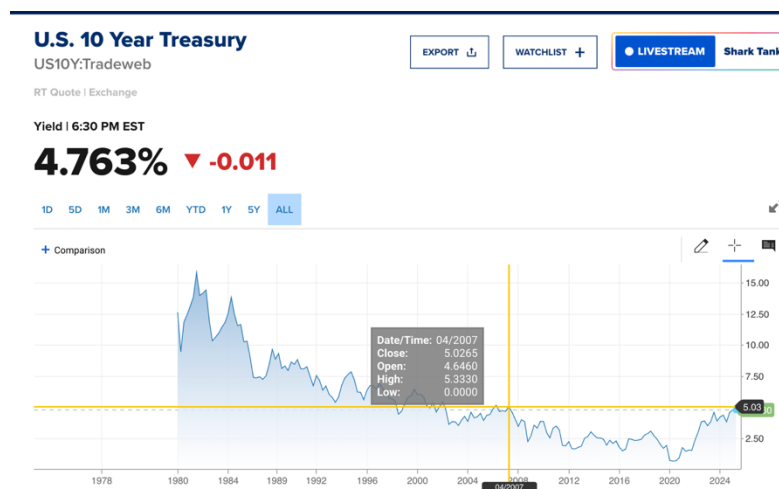 U.S. 10 Year Treasury
US10Y:Tradeweb
EXPORT
WATCHLIST +
LIVESTREAM
Shark Tank
RT Quote | Exchange
Yield | 6:30 PM EST
4.763% ▼ -0.011
1D 5D 1M 3M 6M YTD 1Y 5Y ALL
+ Comparison
Date/Time: 04/2007
Close: 5.0265
Open: 4.6460
High: 5.3330
Low: 0.0000
15.00
12.50
10.00
7.50
5.03
2.50
1978 1980 1984 1989 1992 1996 2000 2004 2008 2012 2016 2020 2024
04/2007